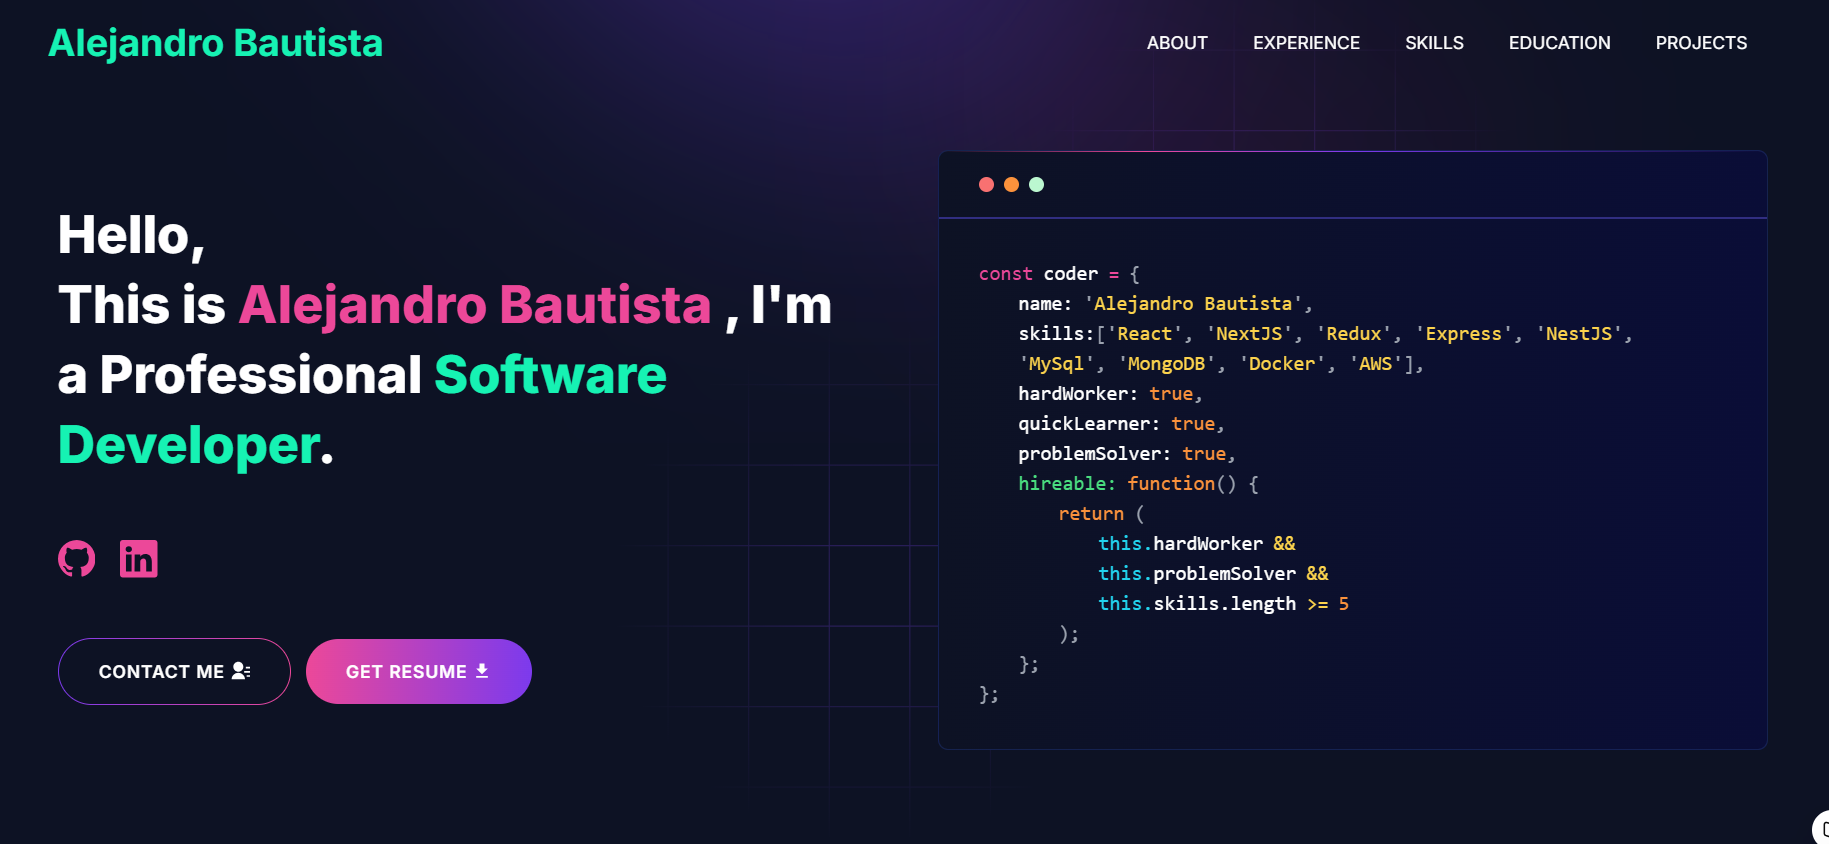 Alejandro Bautista
ABOUT
EXPERIENCE
SKILLS
EDUCATION
PROJECTS
Hello,
This is Alejandro Bautista , I'm
a Professional Software
Developer.
in
CONTACT ME
GET RESUME
const coder = {
name: 'Alejandro Bautista',
skills:['React', 'NextJS', 'Redux', 'Express', 'NestJS',
'MySql', 'MongoDB', 'Docker', 'AWS'],
hardWorker: true,
quickLearner: true,
problemSolver: true,
hireable: function() {
return (
this.hardWorker &&
this.problemSolver &&
this.skills.length >= 5
);
};
};